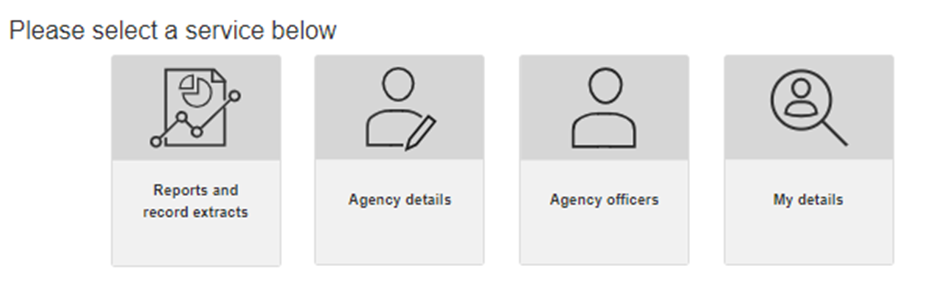 Please select a service below
Reports and
record extracts
Agency details
Agency officers
My details